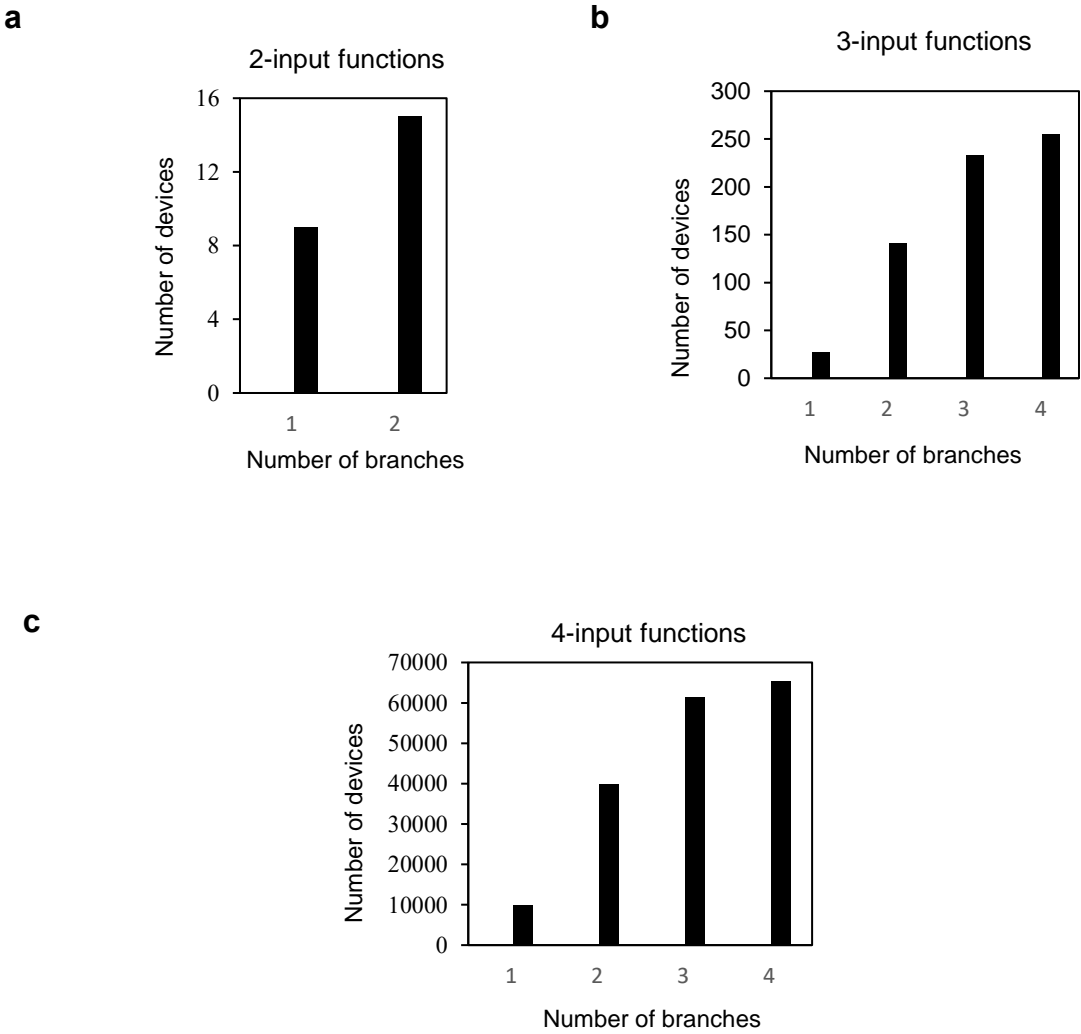 a
2-input functions
16
12
8
4
0
Number of devices
1 2
Number of branches
b
3-input functions
300
250
200
150
100
50
0
Number of devices
1 2 3 4
Number of branches
c
4-input functions
70000
60000
50000
40000
30000
20000
10000
0
Number of devices
1 2 3 4
Number of branches